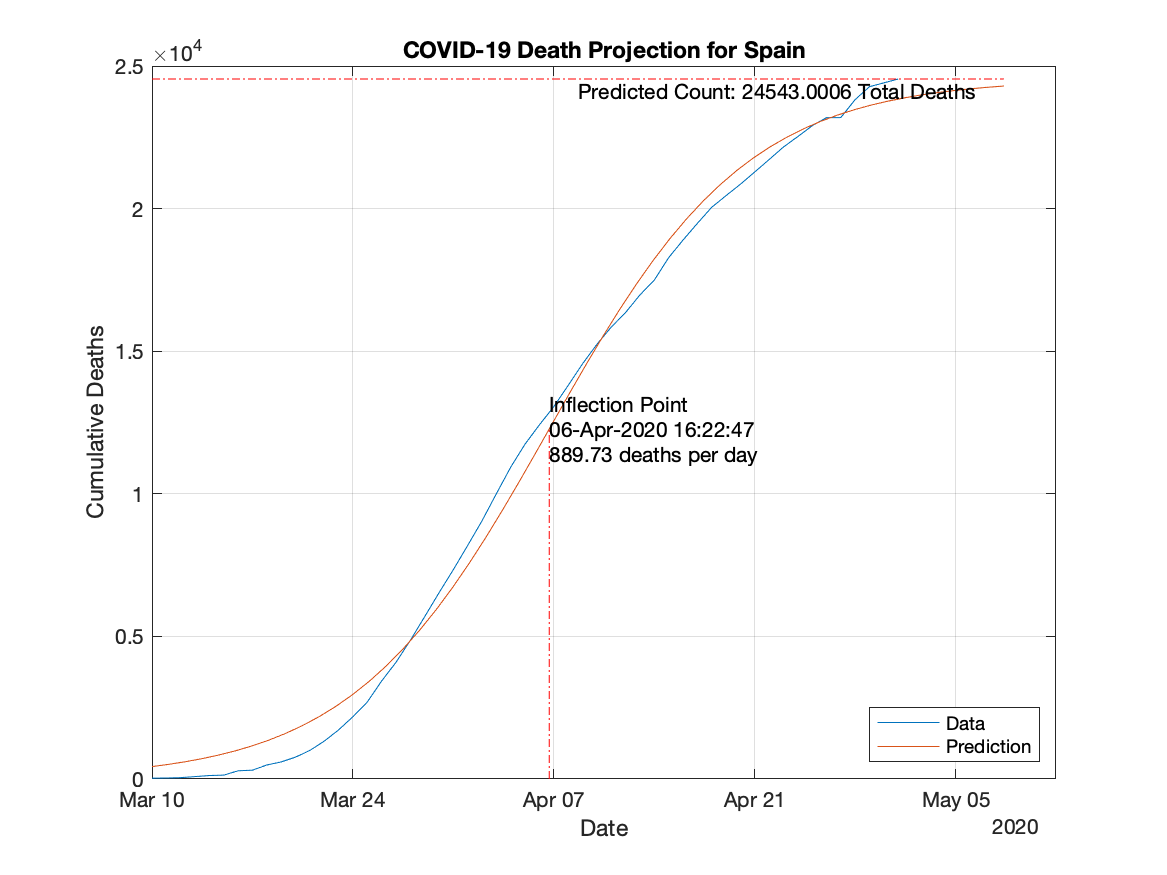 COVID-19 Death Projection for Spain
×10⁴
2.5
Predicted Count: 24543.0006 Total Deaths
2
1.5
Inflection Point
06-Apr-2020 16:22:47
889.73 deaths per day
1
0.5
0
Cumulative Deaths
Data
Prediction
Mar 10 Mar 24 Apr 07 Apr 21 May 05
Date
2020